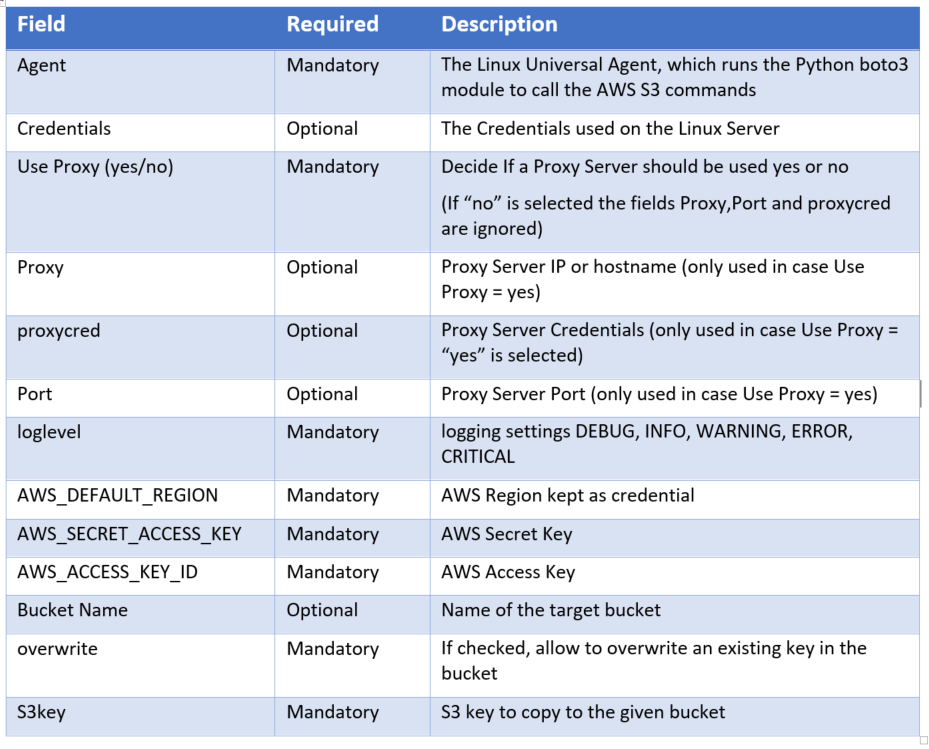 Field Required Description
Agent Mandatory The Linux Universal Agent, which runs the Python boto3
module to call the AWS S3 commands
Credentials Optional The Credentials used on the Linux Server
Use Proxy (yes/no) Mandatory Decide If a Proxy Server should be used yes or no
(If “no” is selected the fields Proxy,Port and proxycred
are ignored)
Proxy Optional Proxy Server IP or hostname (only used in case Use
Proxy = yes)
proxycred Optional Proxy Server Credentials (only used in case Use Proxy =
“yes” is selected)
Port Optional Proxy Server Port (only used in case Use Proxy = yes)
loglevel Mandatory logging settings DEBUG, INFO, WARNING, ERROR,
CRITICAL
AWS_DEFAULT_REGION Mandatory AWS Region kept as credential
AWS_SECRET_ACCESS_KEY Mandatory AWS Secret Key
AWS_ACCESS_KEY_ID Mandatory AWS Access Key
Bucket Name Optional Name of the target bucket
overwrite Mandatory If checked, allow to overwrite an existing key in the
bucket
S3key Mandatory S3 key to copy to the given bucket